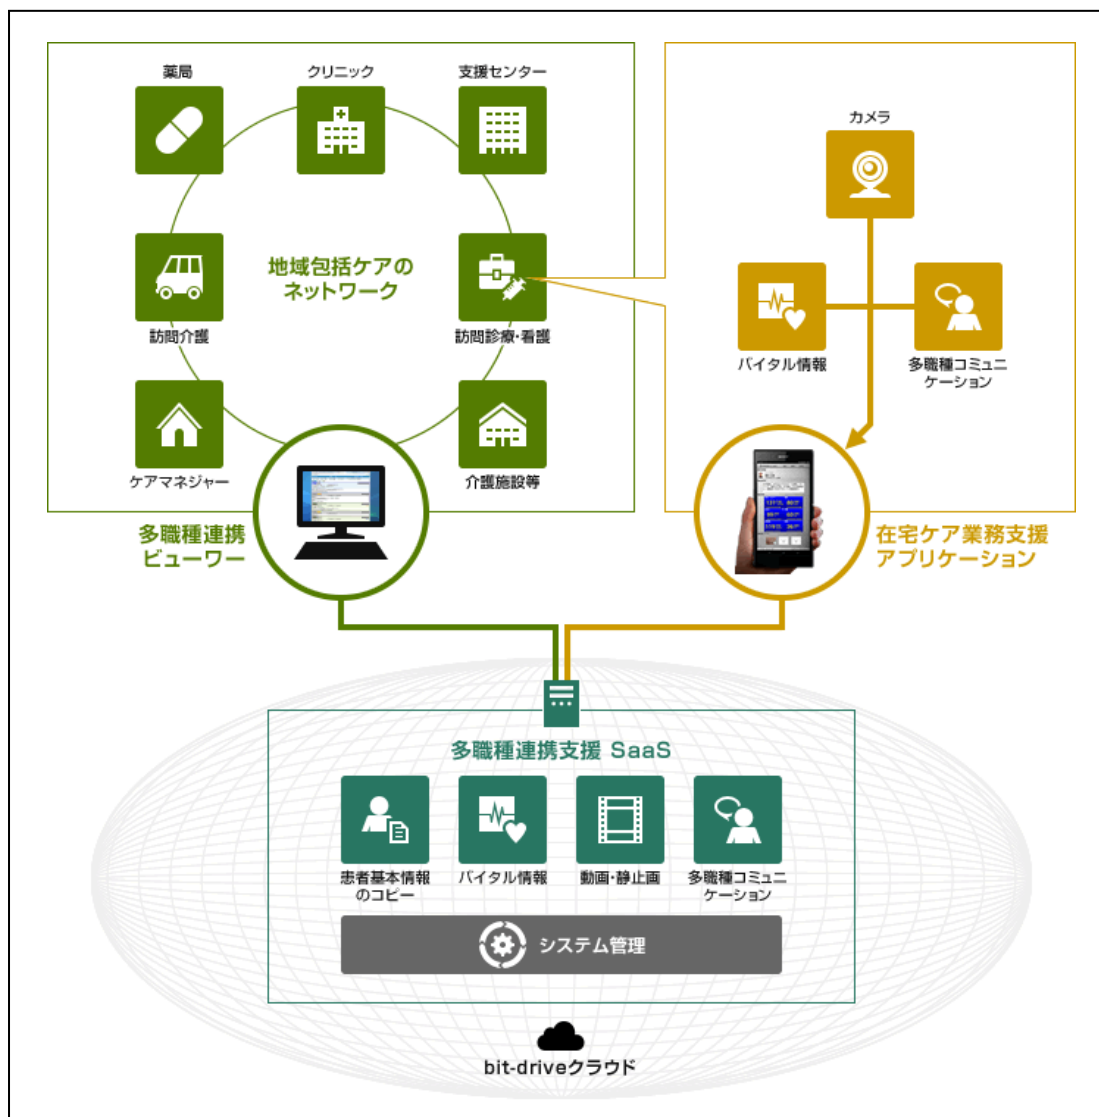 薬局
クリニック
支援センター
地域包括ケアの
ネットワーク
訪問介護
訪問診療・看護
ケアマネジャー
介護施設等
多職種連携
ビューワー
カメラ
バイタル情報
多職種コミュニ
ケーション
在宅ケア業務支援
アプリケーション
多職種連携支援 SaaS
患者基本情報
のコピー
バイタル情報
動画・静止画
多職種コミュニ
ケーション
システム管理
bit-driveクラウド